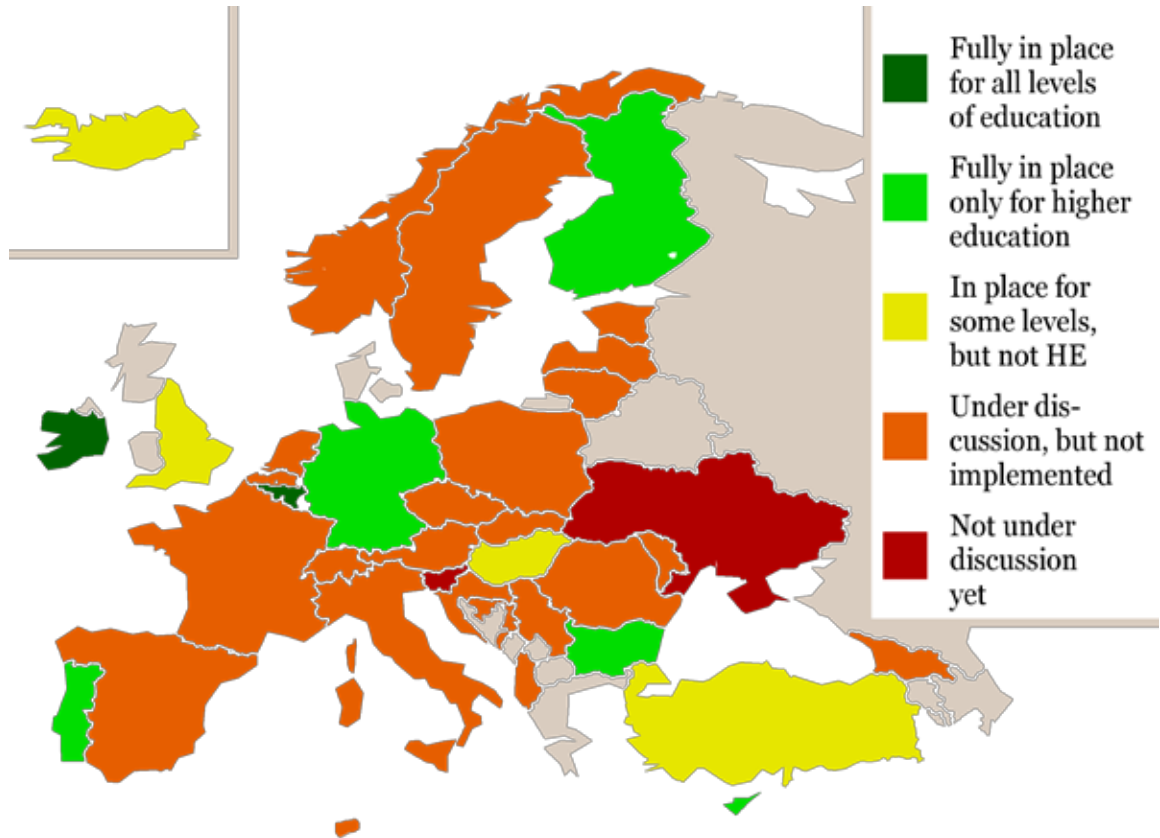 Fully in place
for all levels
of education
Fully in place
only for higher
education
In place for
some levels,
but not HE
Under dis-
cussion, but not
implemented
Not under
discussion
yet